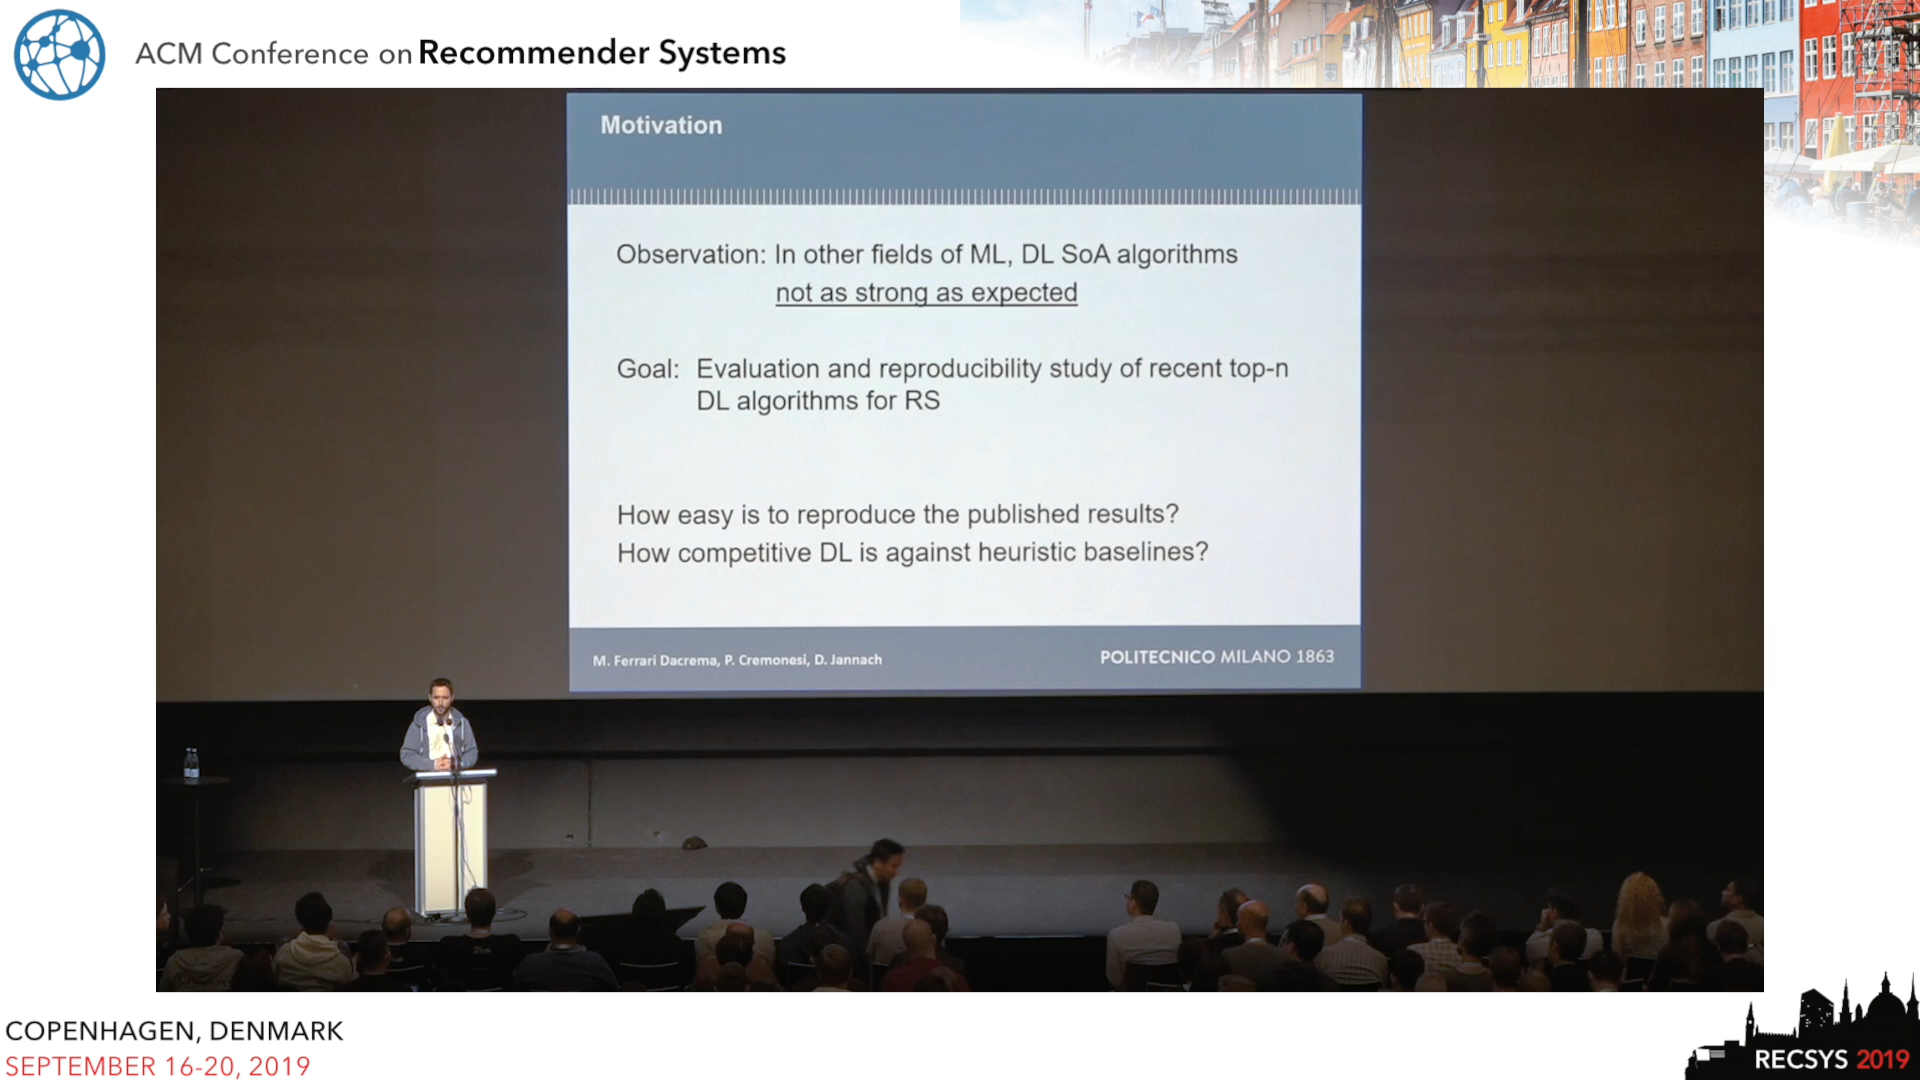 ACM Conference on Recommender Systems
Motivation
Observation: In other fields of ML, DL SoA algorithms
not as strong as expected
Goal: Evaluation and reproducibility study of recent top-n
DL algorithms for RS
How easy is to reproduce the published results?
How competitive DL is against heuristic baselines?
M. Ferrari Dacrema, P. Cremonesi, D. Jannach
POLITECNICO MILANO 1863
COPENHAGEN, DENMARK
SEPTEMBER 16-20, 2019
RECSYS 2019